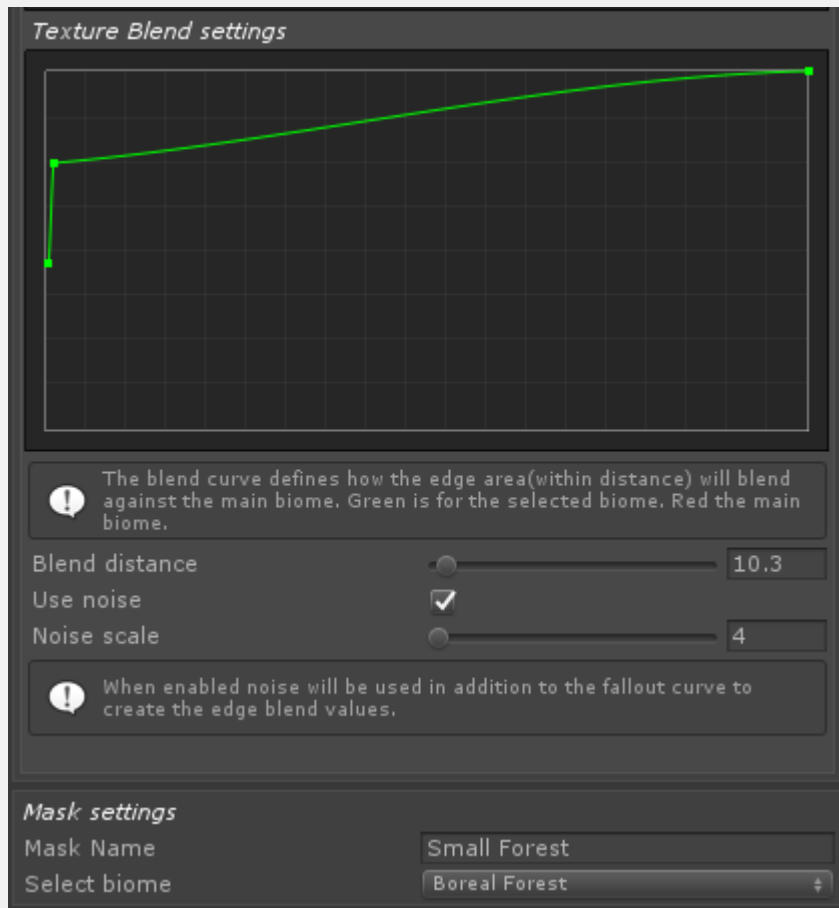 Texture Blend settings
The blend curve defines how the edge area(within distance) will blend
against the main biome. Green is for the selected biome. Red the main
biome.
Blend distance 10.3
Use noise
Noise scale 4
When enabled noise will be used in addition to the fallout curve to
create the edge blend values.
Mask settings
Mask Name Small Forest
Select biome Boreal Forest